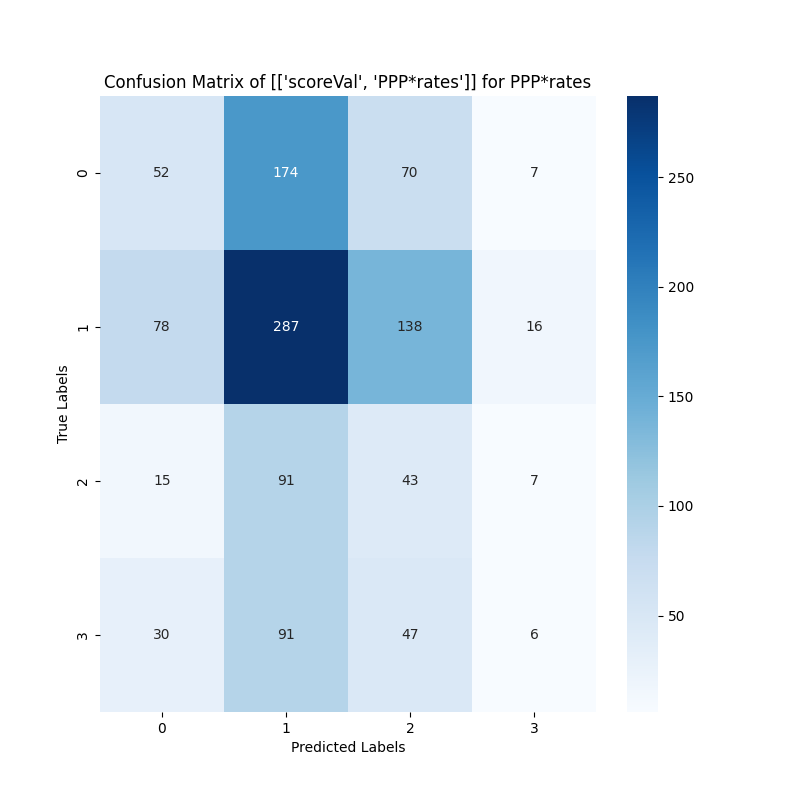 Confusion Matrix of [['scoreVal', 'PPP*rates']] for PPP*rates
0 52 174 70 7
1 78 287 138 16
2 15 91 43 7
3 30 91 47 6
0 1 2 3
Predicted Labels
True Labels
250
200
150
100
50